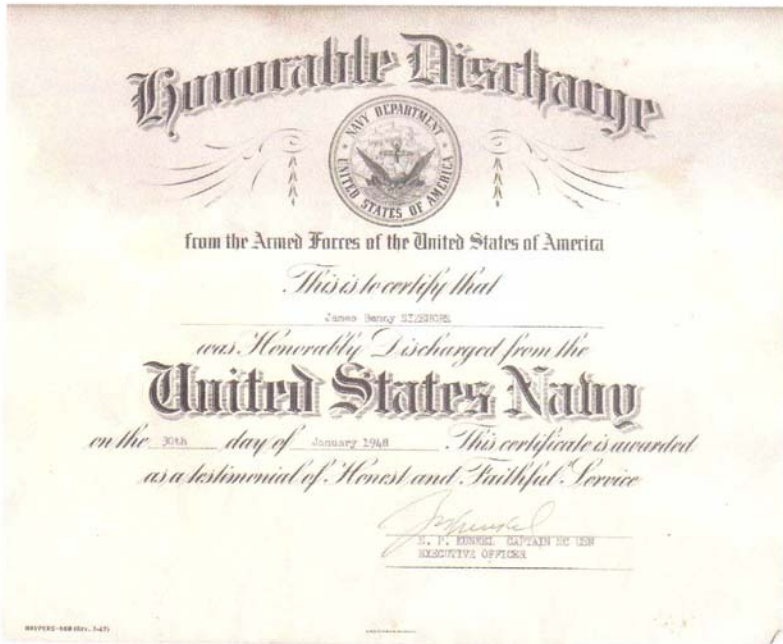 Honorable Discharge
NAVY DEPARTMENT
UNITED STATES OF AMERICA
from the Armed Forces of the United States of America
This is to certify that
James Benny
was Honorably Discharged from the
United States Navy
on the 30th day of January 1948. This certificate is awarded
as a testimonial of Honest and Faithful Service
P. KUNKEL CAPTAIN USN
EXECUTIVE OFFICER